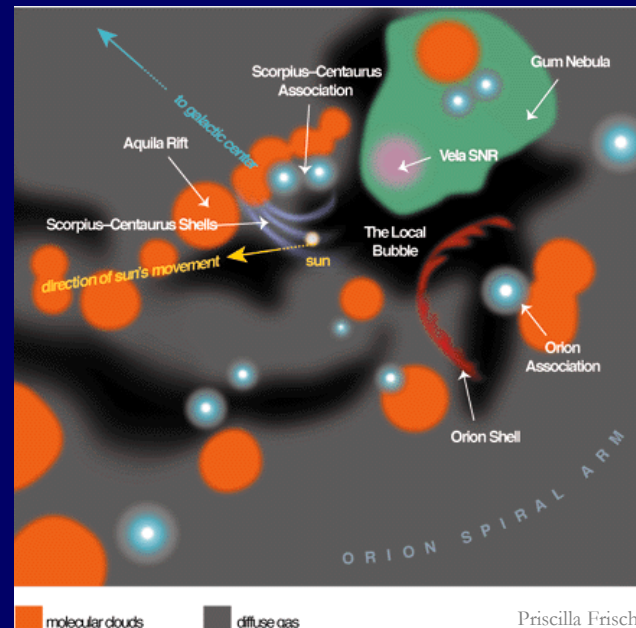 Scorpius–Centaurus
Association
Gum Nebula
to galactic center
Aquila Rift
Vela SNR
Scorpius–Centaurus Shells
The Local
Bubble
direction of sun's movement
sun
Orion
Association
Orion Shell
ORION SPIRAL ARM
molecular clouds
diffuse gas
Priscilla Frisch